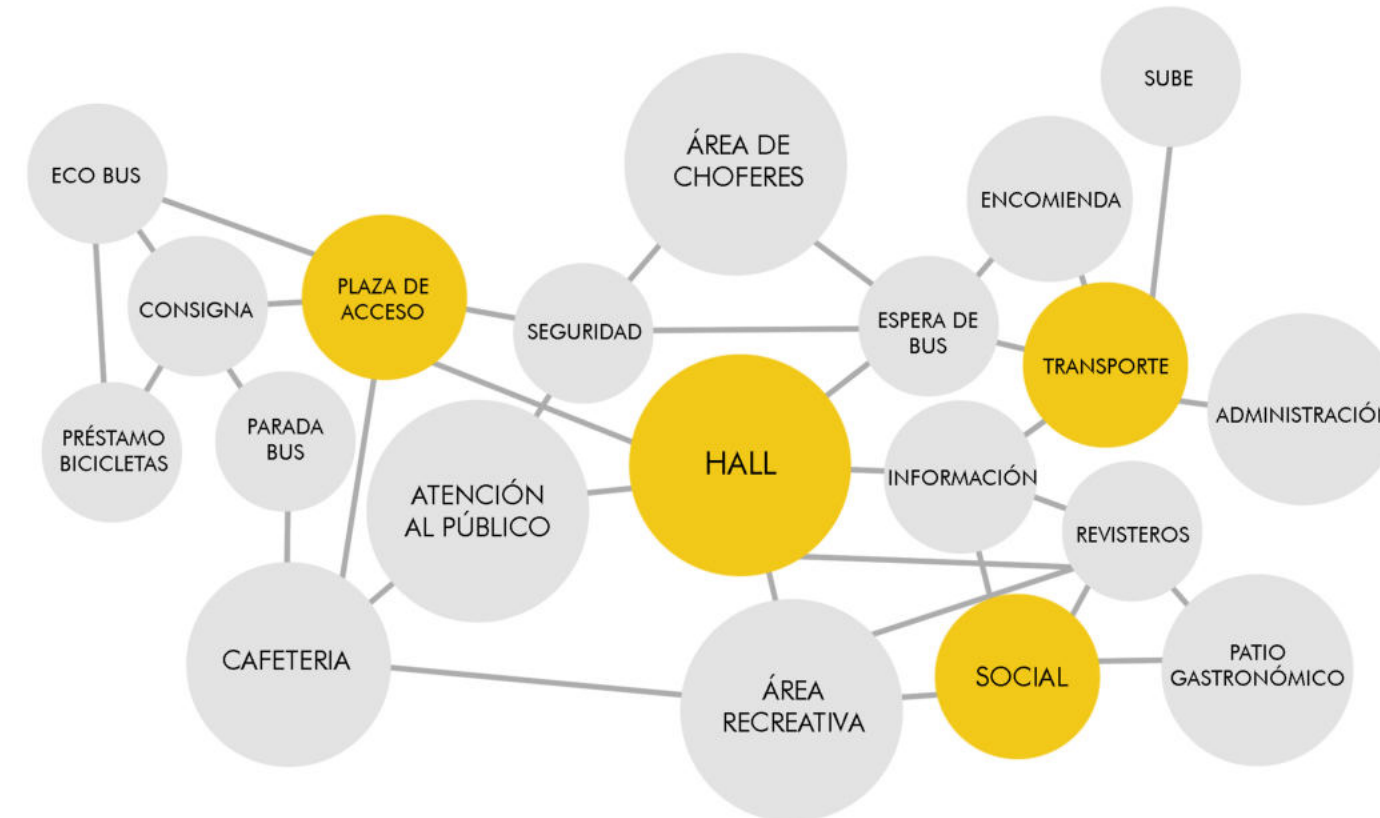 SUBE
ÁREA DE
CHOFERES
ECO BUS
ENCOMIENDA
PLAZA DE
ACCESO
CONSIGNA
SEGURIDAD
ESPERA DE
BUS
TRANSPORTE
ADMINISTRACIÓN
PRÉSTAMO
BICICLETAS
PARADA
BUS
HALL
INFORMACIÓN
ATENCIÓN
AL PÚBLICO
REVISTEROS
CAFETERIA
ÁREA
RECREATIVA
SOCIAL
PATIO
GASTRONÓMICO